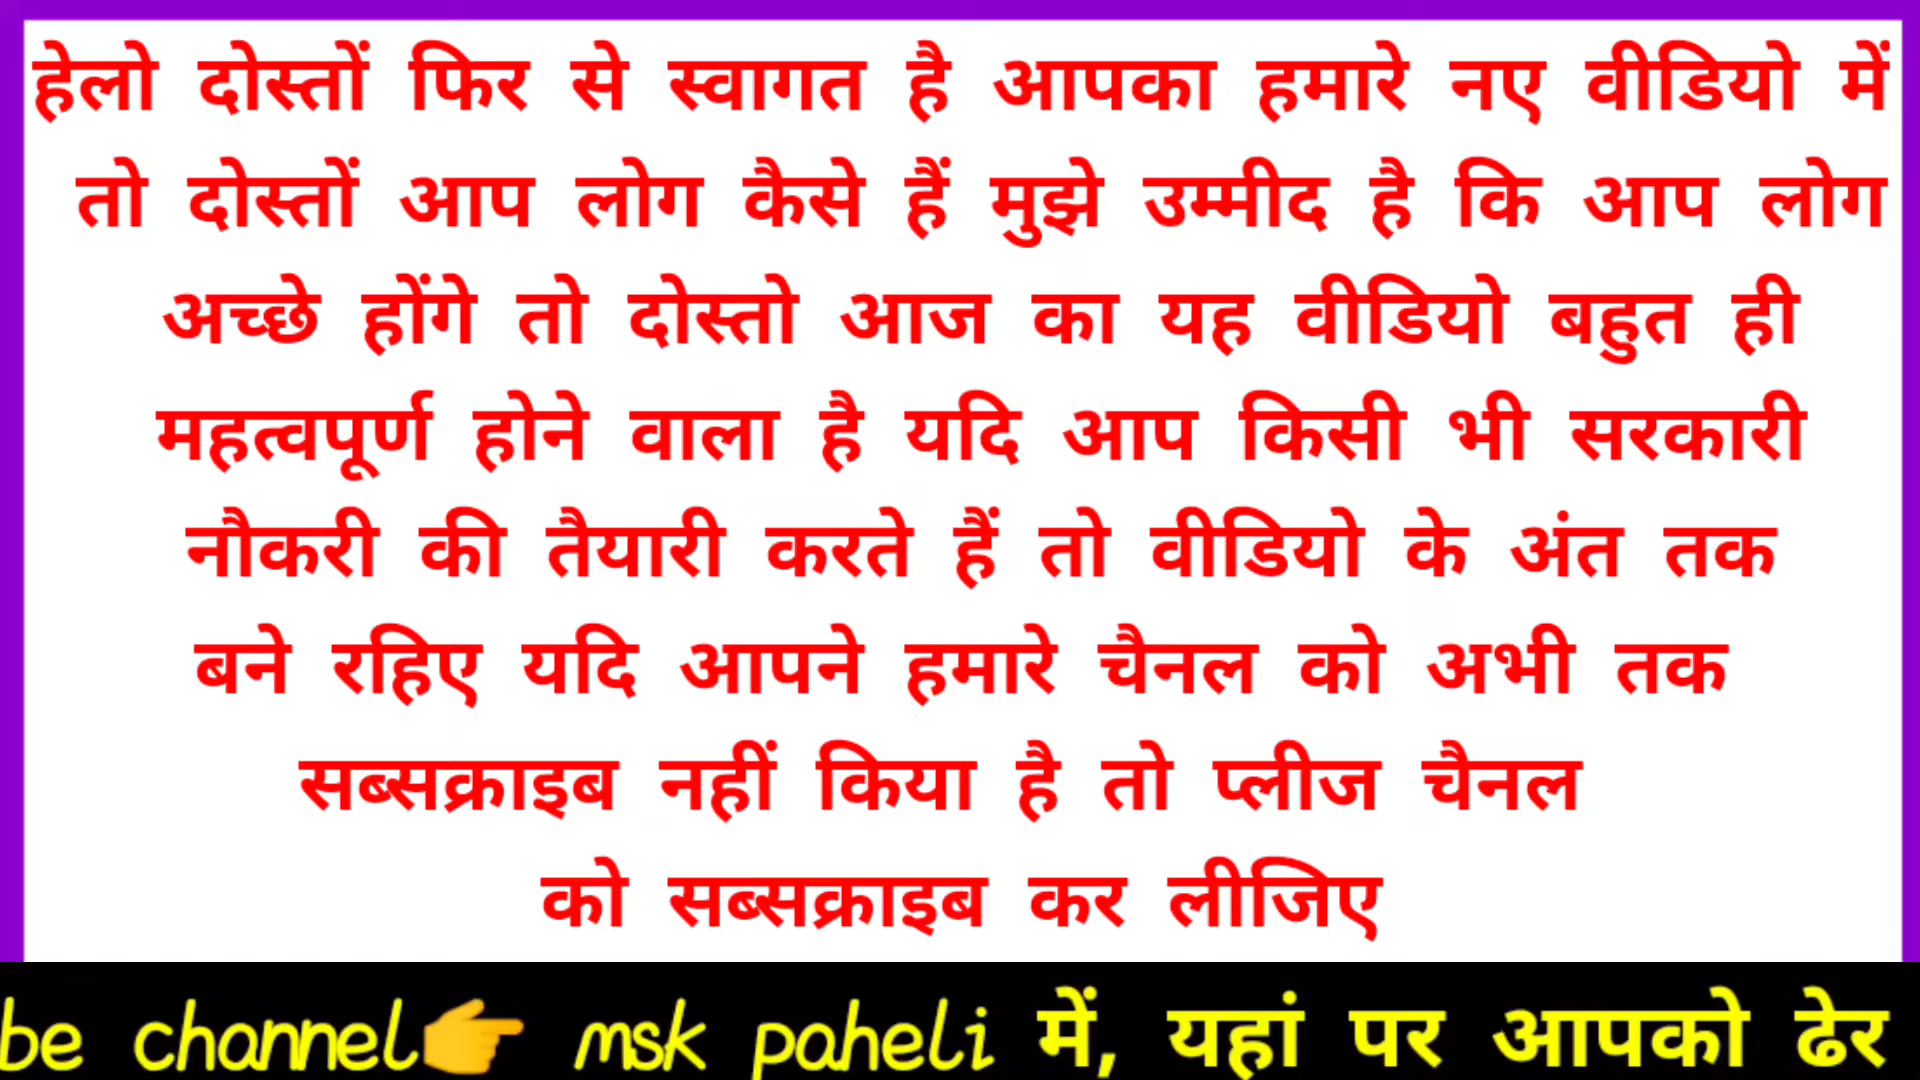 हेलो दोस्तों फिर से स्वागत है आपका हमारे नए वीडियो में
तो दोस्तों आप लोग कैसे हैं मुझे उम्मीद है कि आप लोग
अच्छे होंगे तो दोस्तो आज का यह वीडियो बहुत ही
महत्वपूर्ण होने वाला है यदि आप किसी भी सरकारी
नौकरी की तैयारी करते हैं तो वीडियो के अंत तक
बने रहिए यदि आपने हमारे चैनल को अभी तक
सब्सक्राइब नहीं किया है तो प्लीज चैनल
को सब्सक्राइब कर लीजिए
be channel👉 msk paheli में, यहां पर आपको ढेर